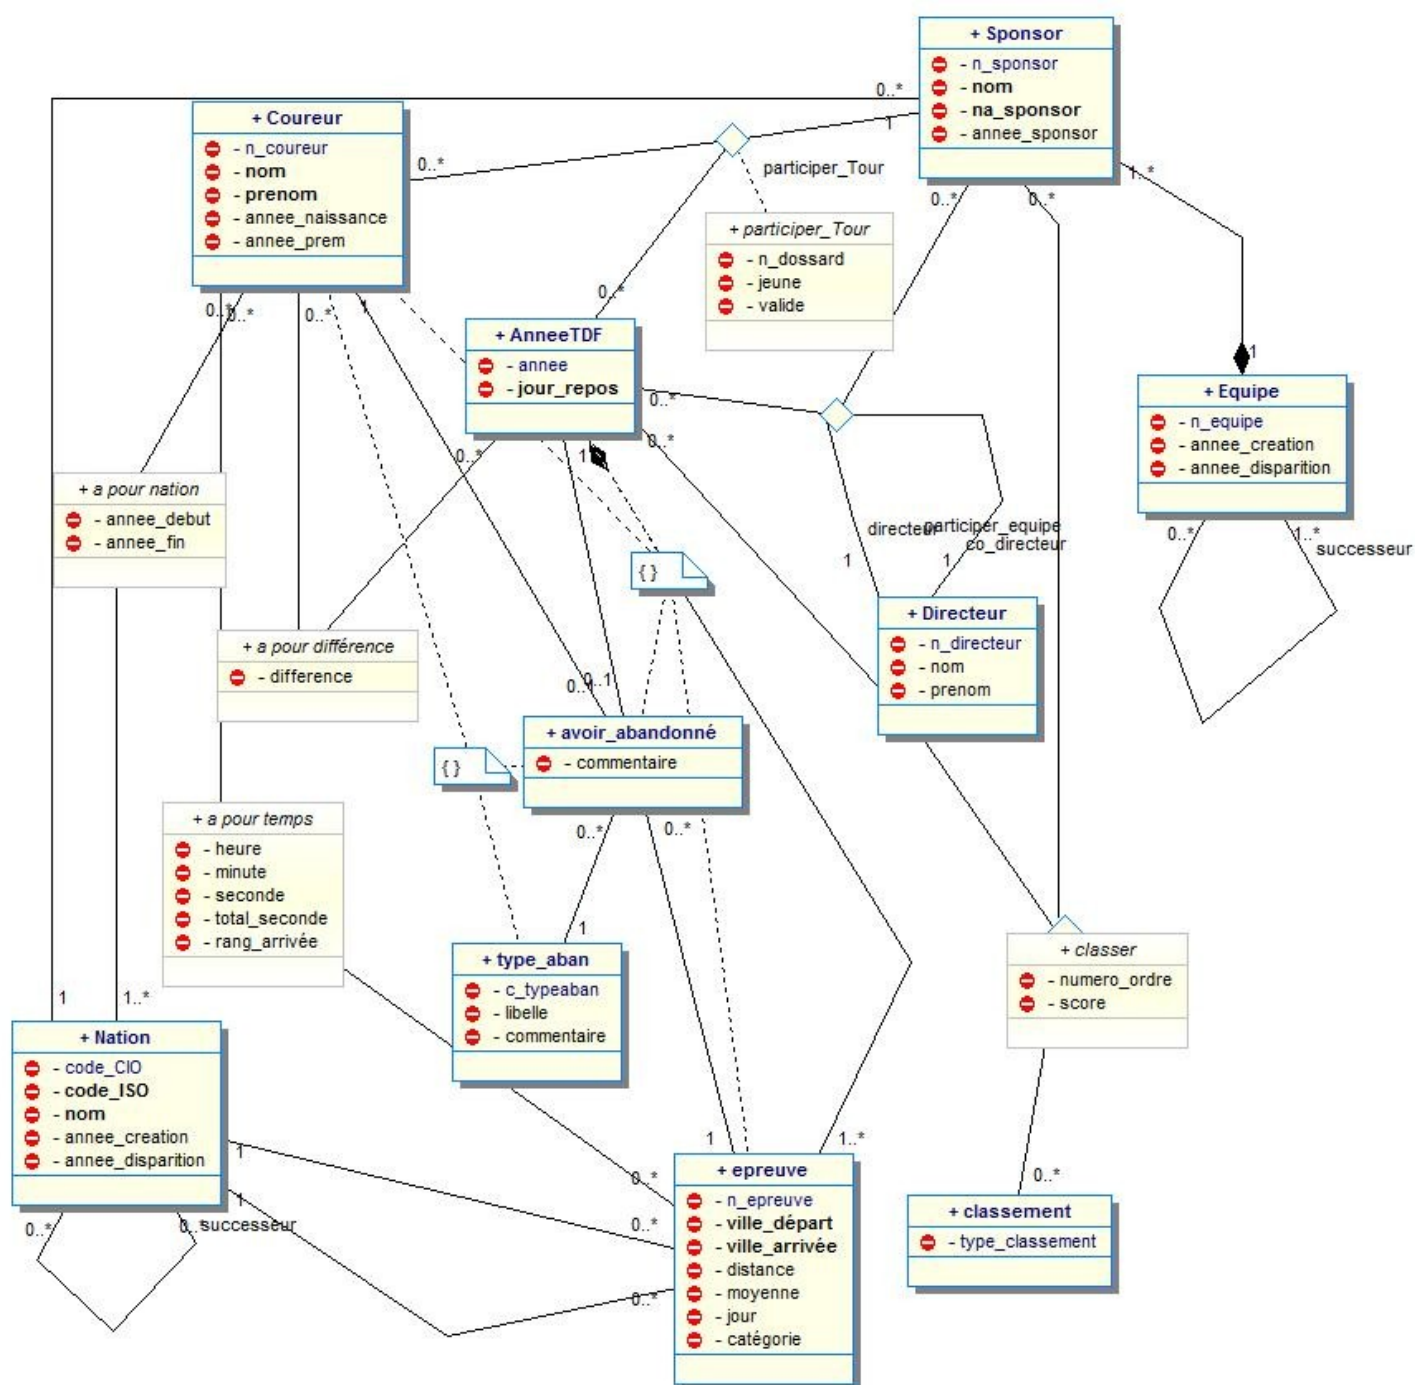 + Sponsor
- n_sponsor
- nom
- na_sponsor
- annee_sponsor
0..*
1
1..*
0..*
0..*
+ Coureur
- n_coureur
- nom
- prenom
- annee_naissance
- annee_prem
0..*
participer_Tour
+ participer_Tour
- n_dossard
- jeune
- valide
0..*
0..*
0..*
0..*
1
+ AnneeTDF
- annee
- jour_repos
0..*
0..*
0..*
1
1
+ Equipe
- n_equipe
- annee_creation
- annee_disparition
0..*
1..*
successeur
+ a pour nation
- annee_debut
- annee_fin
directeur
participer_equipe
co_directeur
1
1
{ }
+ Directeur
- n_directeur
- nom
- prenom
+ a pour différence
- difference
0..1
0..1
+ avoir_abandonné
- commentaire
{ }
0..*
0..*
+ a pour temps
- heure
- minute
- seconde
- total_seconde
- rang_arrivée
1
+ type_aban
- c_typeaban
- libelle
- commentaire
+ classer
- numero_ordre
- score
1
1..*
+ Nation
- code_CIO
- code_ISO
- nom
- annee_creation
- annee_disparition
1
1
0..*
0..*
successeur
1
1..*
0..*
0..*
0..*
+ epreuve
- n_epreuve
- ville_départ
- ville_arrivée
- distance
- moyenne
- jour
- catégorie
0..*
+ classement
- type_classement